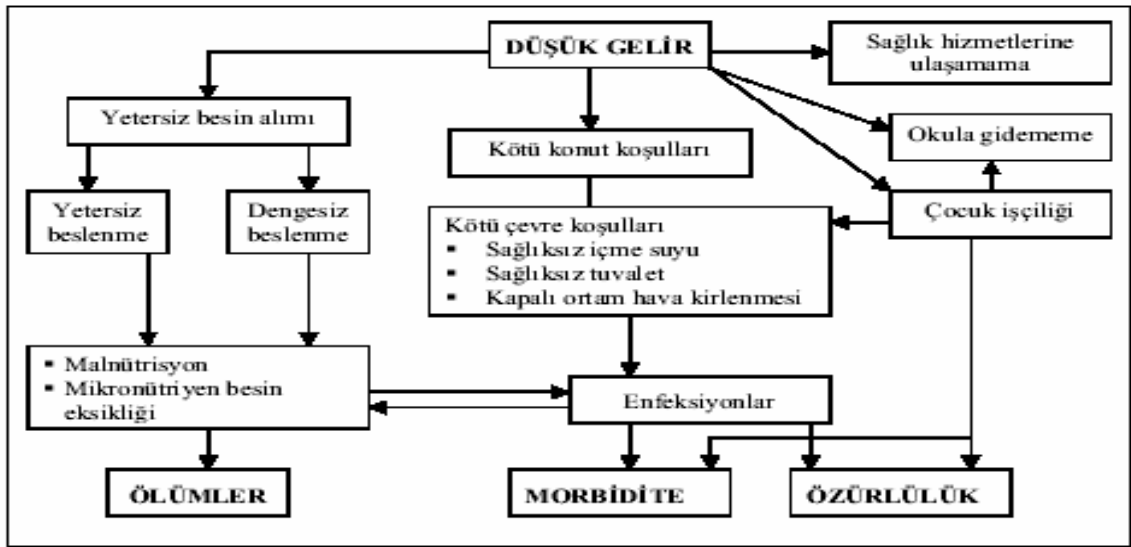 DÜŞÜK GELİR
Sağlık hizmetlerine
ulaşamama
Yetersiz besin alımı
Kötü konut koşulları
Okula gidememe
Yetersiz
beslenme
Dengesiz
beslenme
Kötü çevre koşulları
▪ Sağlıksız içme suyu
▪ Sağlıksız tuvalet
▪ Kapalı ortam hava kirlenmesi
Çocuk işçiliği
▪ Malnütrisyon
▪ Mikronütriyen besin
eksikliği
Enfeksiyonlar
ÖLÜMLER
MORBİDİTE
ÖZÜRLÜLÜK